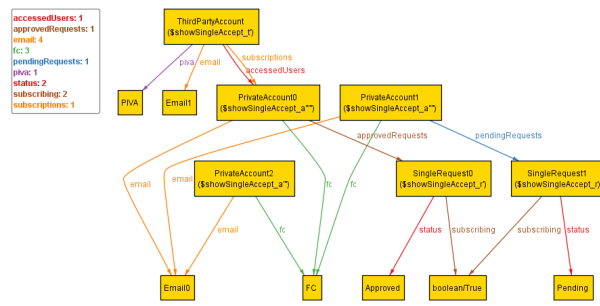 accessedUsers: 1
approvedRequests: 1
email: 4
fc: 3
pendingRequests: 1
piva: 1
status: 2
subscribing: 2
subscriptions: 1
ThirdPartyAccount
($showSingleAccept_t')
piva
email
subscriptions
accessedUsers
PIVA
Email1
PrivateAccount0
($showSingleAccept_a''')
PrivateAccount1
($showSingleAccept_a'''')
approvedRequests
pendingRequests
email
email
fc
fc
PrivateAccount2
($showSingleAccept_a'')
SingleRequest0
($showSingleAccept_r')
SingleRequest1
($showSingleAccept_r)
email
fc
status
subscribing
subscribing
status
Email0
FC
Approved
boolean/True
Pending